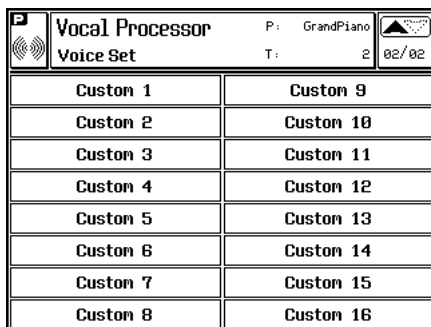 P
Vocal Processor P: GrandPiano
Voice Set T: 2 02/02
Custom 1 Custom 9
Custom 2 Custom 10
Custom 3 Custom 11
Custom 4 Custom 12
Custom 5 Custom 13
Custom 6 Custom 14
Custom 7 Custom 15
Custom 8 Custom 16